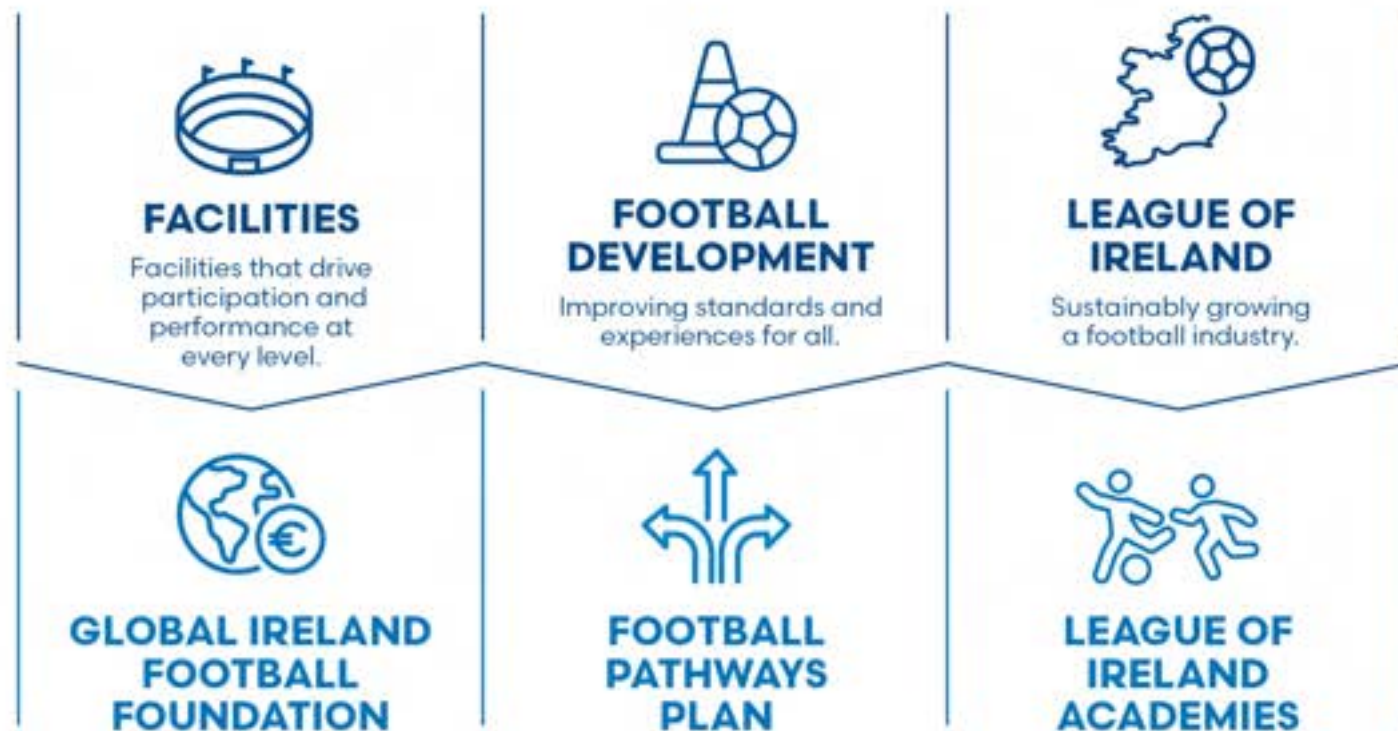 FACILITIES
Facilities that drive
participation and
performance at
every level.
FOOTBALL
DEVELOPMENT
Improving standards and
experiences for all.
LEAGUE OF
IRELAND
Sustainably growing
a football industry.
€
GLOBAL IRELAND
FOOTBALL
FOUNDATION
FOOTBALL
PATHWAYS
PLAN
LEAGUE OF
IRELAND
ACADEMIES